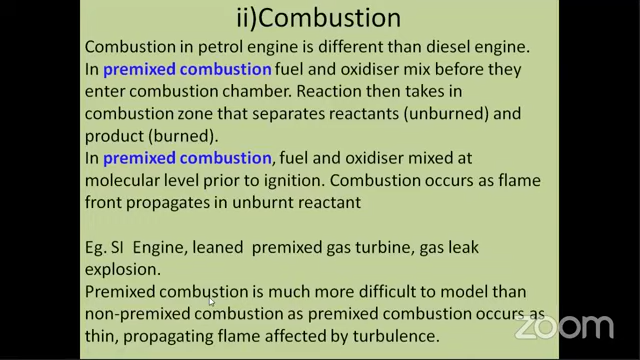 ii)Combustion
Combustion in petrol engine is different than diesel engine.
In premixed combustion fuel and oxidiser mix before they
enter combustion chamber. Reaction then takes in
combustion zone that separates reactants (unburned) and
product (burned).
In premixed combustion, fuel and oxidiser mixed at
molecular level prior to ignition. Combustion occurs as flame
front propagates in unburnt reactant
Eg. SI Engine, leaned premixed gas turbine, gas leak
explosion.
Premixed combustion is much more difficult to model than
non-premixed combustion as premixed combustion occurs as
thin, propagating flame affected by turbulence.
zoom